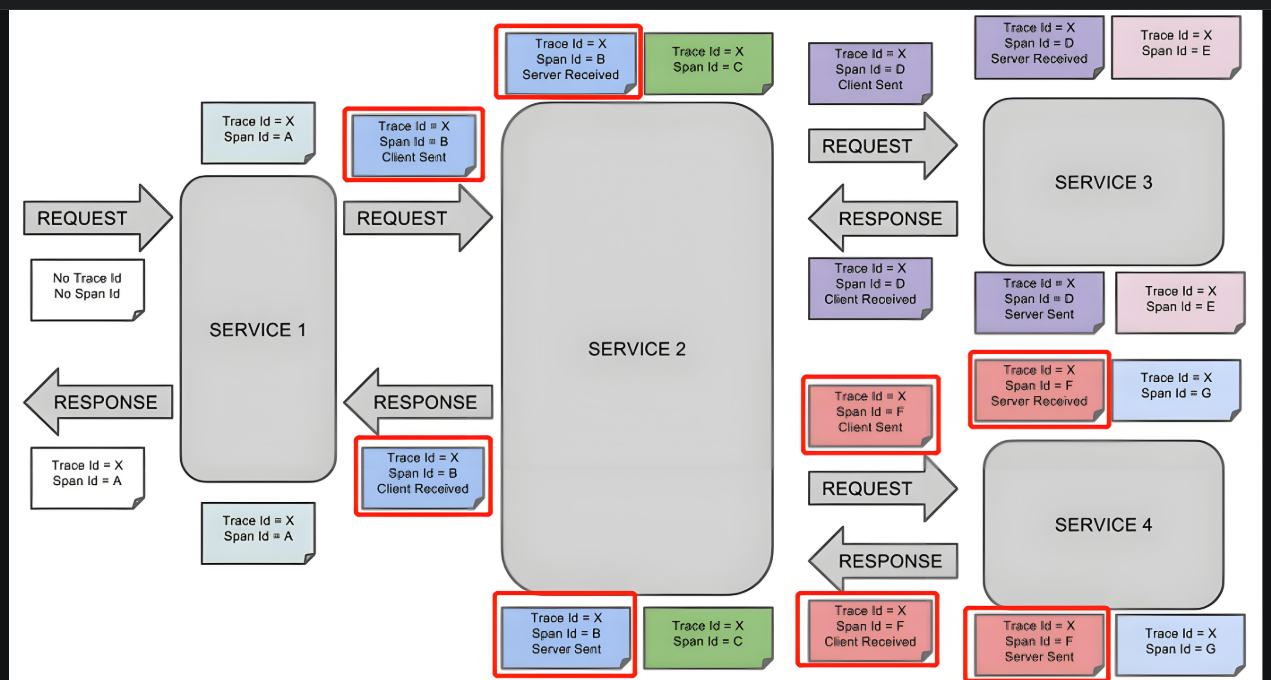 Trace Id = X
Span Id = A
REQUEST
No Trace Id
No Span Id
SERVICE 1
RESPONSE
Trace Id = X
Span Id = A
Trace Id = X
Span Id = A
Trace Id = X
Span Id = B
Client Sent
REQUEST
RESPONSE
Trace Id = X
Span Id = B
Client Received
Trace Id = X
Span Id = B
Server Received
Trace Id = X
Span Id = C
SERVICE 2
Trace Id = X
Span Id = B
Server Sent
Trace Id = X
Span Id = C
Trace Id = X
Span Id = D
Client Sent
REQUEST
RESPONSE
Trace Id = X
Span Id = D
Client Received
Trace Id = X
Span Id = D
Server Received
Trace Id = X
Span Id = E
SERVICE 3
Trace Id = X
Span Id = D
Server Sent
Trace Id = X
Span Id = E
Trace Id = X
Span Id = F
Client Sent
REQUEST
RESPONSE
Trace Id = X
Span Id = F
Client Received
Trace Id = X
Span Id = F
Server Received
Trace Id = X
Span Id = G
SERVICE 4
Trace Id = X
Span Id = F
Server Sent
Trace Id = X
Span Id = G